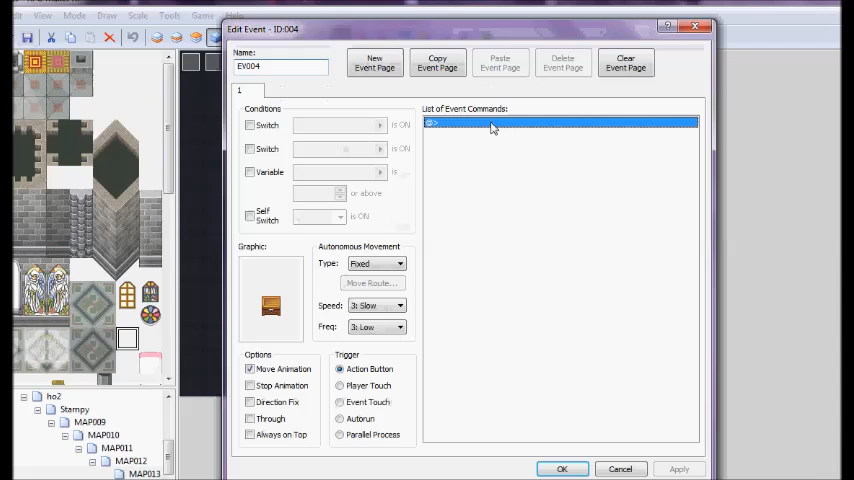 View Mode Draw Scale Tools Game
Edit Event - ID:004
Name:
EV004
New
Event Page
Copy
Event Page
Paste
Event Page
Delete
Event Page
Clear
Event Page
1
Conditions
Switch
is ON
Switch
is ON
Variable
is
or above
Self
Switch
is ON
Graphic:
Autonomous Movement
Type:
Fixed
Move Route...
Speed:
3: Slow
Freq:
3: Low
Options
Move Animation
Stop Animation
Direction Fix
Through
Always on Top
Trigger
Action Button
Player Touch
Event Touch
Autorun
Parallel Process
List of Event Commands:
@>
OK
Cancel
Apply
ho2
Stampy
MAP009
MAP010
MAP011
MAP012
MAP013